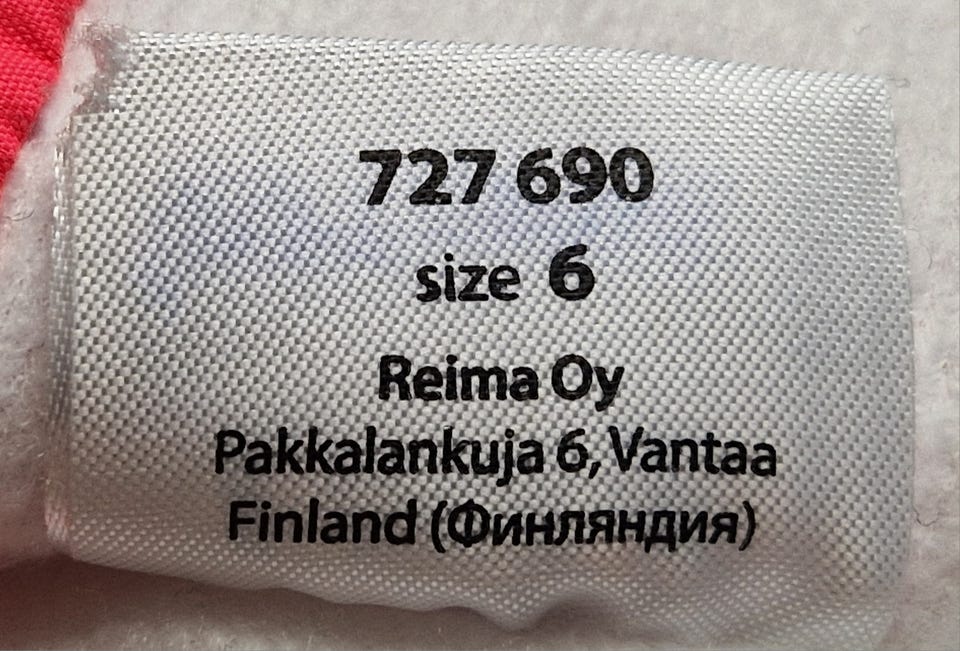 727 690
size 6
Reima Oy
Pakkalankuja 6, Vantaa
Finland (Финляндия)